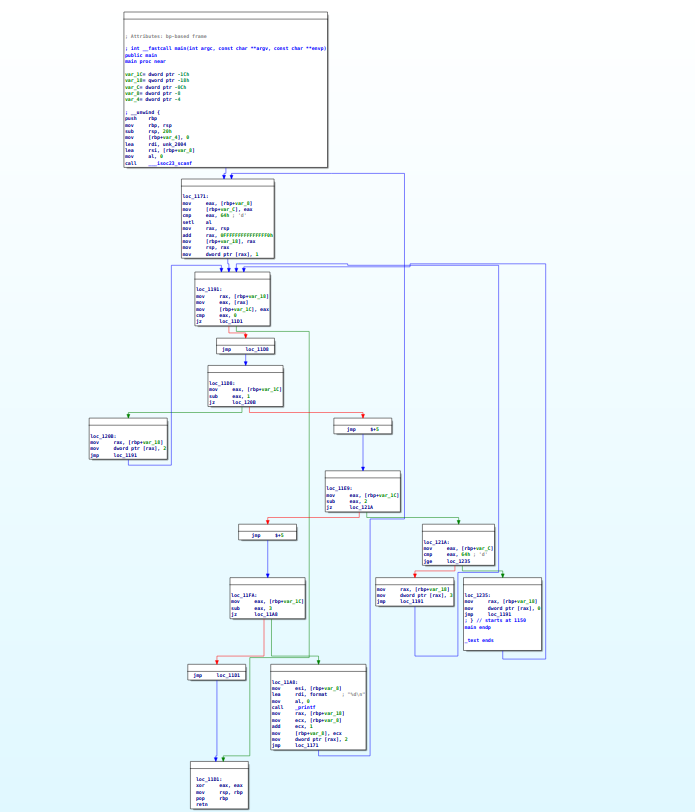 ; Attributes: bp-based frame
; int __fastcall main(int argc, const char **argv, const char **envp)
public main
main proc near
var_1C= dword ptr -1Ch
var_18= qword ptr -18h
var_C= dword ptr -0Ch
var_8= dword ptr -8
var_4= dword ptr -4
; __unwind {
push rbp
mov rbp, rsp
sub rsp, 20h
mov [rbp+var_4], 0
lea rdi, unk_2004
lea rsi, [rbp+var_8]
mov al, 0
call ___isoc23_scanf
loc_1171:
mov eax, [rbp+var_8]
mov [rbp+var_C], eax
cmp eax, 64h ; 'd'
setl al
mov rax, rsp
add rax, 0FFFFFFFFFFFFFFF0h
mov [rbp+var_18], rax
mov rsp, rax
mov dword ptr [rax], 1
loc_1191:
mov rax, [rbp+var_18]
mov eax, [rax]
mov [rbp+var_1C], eax
cmp eax, 0
jz loc_11D1
jmp loc_11D8
loc_11D8:
mov eax, [rbp+var_1C]
sub eax, 1
jz loc_120B
loc_120B:
mov rax, [rbp+var_18]
mov dword ptr [rax], 2
jmp loc_1191
jmp $+5
loc_11E9:
mov eax, [rbp+var_1C]
sub eax, 2
jz loc_121A
jmp $+5
loc_121A:
mov eax, [rbp+var_C]
cmp eax, 64h ; 'd'
jge loc_1235
loc_11FA:
mov eax, [rbp+var_1C]
sub eax, 3
jz loc_11A8
mov rax, [rbp+var_18]
mov dword ptr [rax], 3
jmp loc_1191
loc_1235:
mov rax, [rbp+var_18]
mov dword ptr [rax], 0
jmp loc_1191
; } // starts at 1150
main endp
_text ends
jmp loc_11D1
loc_11A8:
mov esi, [rbp+var_8]
lea rdi, format ; "%d\n"
mov al, 0
call _printf
mov rax, [rbp+var_18]
mov ecx, [rbp+var_8]
add ecx, 1
mov [rbp+var_8], ecx
mov dword ptr [rax], 2
jmp loc_1171
loc_11D1:
xor eax, eax
mov rsp, rbp
pop rbp
retn